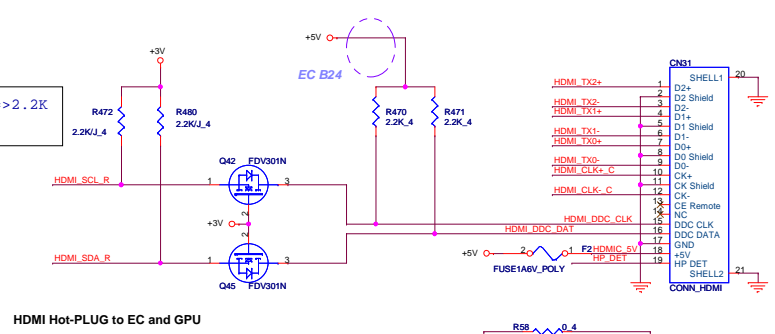 +5V
+3V
EC B24
=>2.2K
R472
2.2K/J_4
R480
2.2K/J_4
R470
2.2K_4
R471
2.2K_4
Q42 FDV301N
HDMI_SCL_R
1
3
2
+3V
2
HDMI_SDA_R
1
3
Q45 FDV301N
HDMI_DDC_CLK
HDMI_DDC_DAT
+5V
2
1
F2
HDMIC_5V
FUSE1A6V_POLY
HP_DET
CN31
SHELL1 20
HDMI_TX2+ 1 D2+
2 D2 Shield
HDMI_TX2- 3 D2-
HDMI_TX1+ 4 D1+
5 D1 Shield
HDMI_TX1- 6 D1-
HDMI_TX0+ 7 D0+
8 D0 Shield
HDMI_TX0- 9 D0-
HDMI_CLK+_C 10 CK+
11 CK Shield
HDMI_CLK-_C 12 CK-
13 CE Remote
14 NC
15 DDC CLK
16 DDC DATA
17 GND
18 +5V
19 HP DET
SHELL2 21
CONN_HDMI
HDMI Hot-PLUG to EC and GPU
R58 0_4